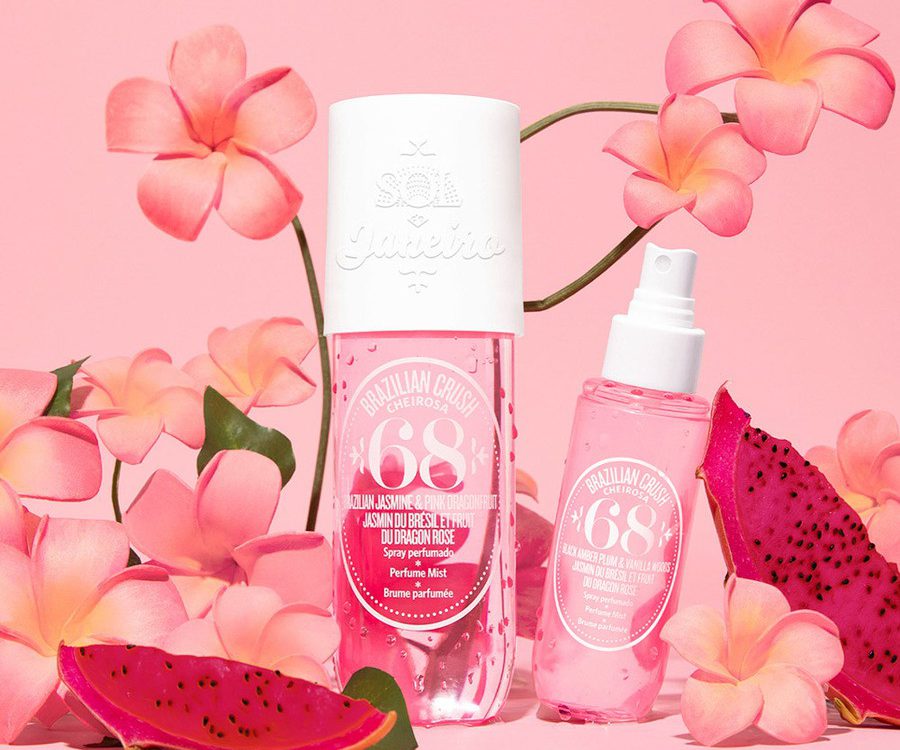 SOL
de
Janeiro
BRAZILIAN CRUSH
CHEIROSA
68
BRAZILIAN JASMINE & PINK DRAGONFRUIT
JASMIN DU BRÉSIL ET FRUIT
DU DRAGON ROSE
Spray perfumado
*
Perfume Mist
*
Brume parfumée
BRAZILIAN CRUSH
CHEIROSA
68
BLACK AMBER PLUM & VANILLA WOODS
JASMIN DU BRÉSIL ET FRUIT
DU DRAGON ROSE
Spray perfumado
*
Perfume Mist
*
Brume parfumée